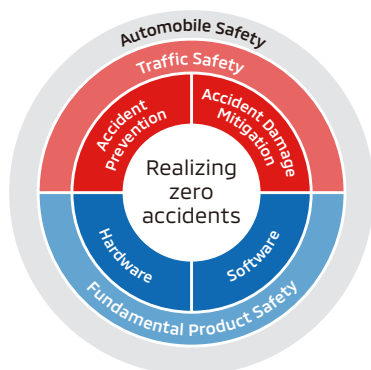 Automobile Safety
Traffic Safety
Accident
Prevention
Accident Damage
Mitigation
Realizing
zero
accidents
Hardware
Software
Fundamental Product Safety